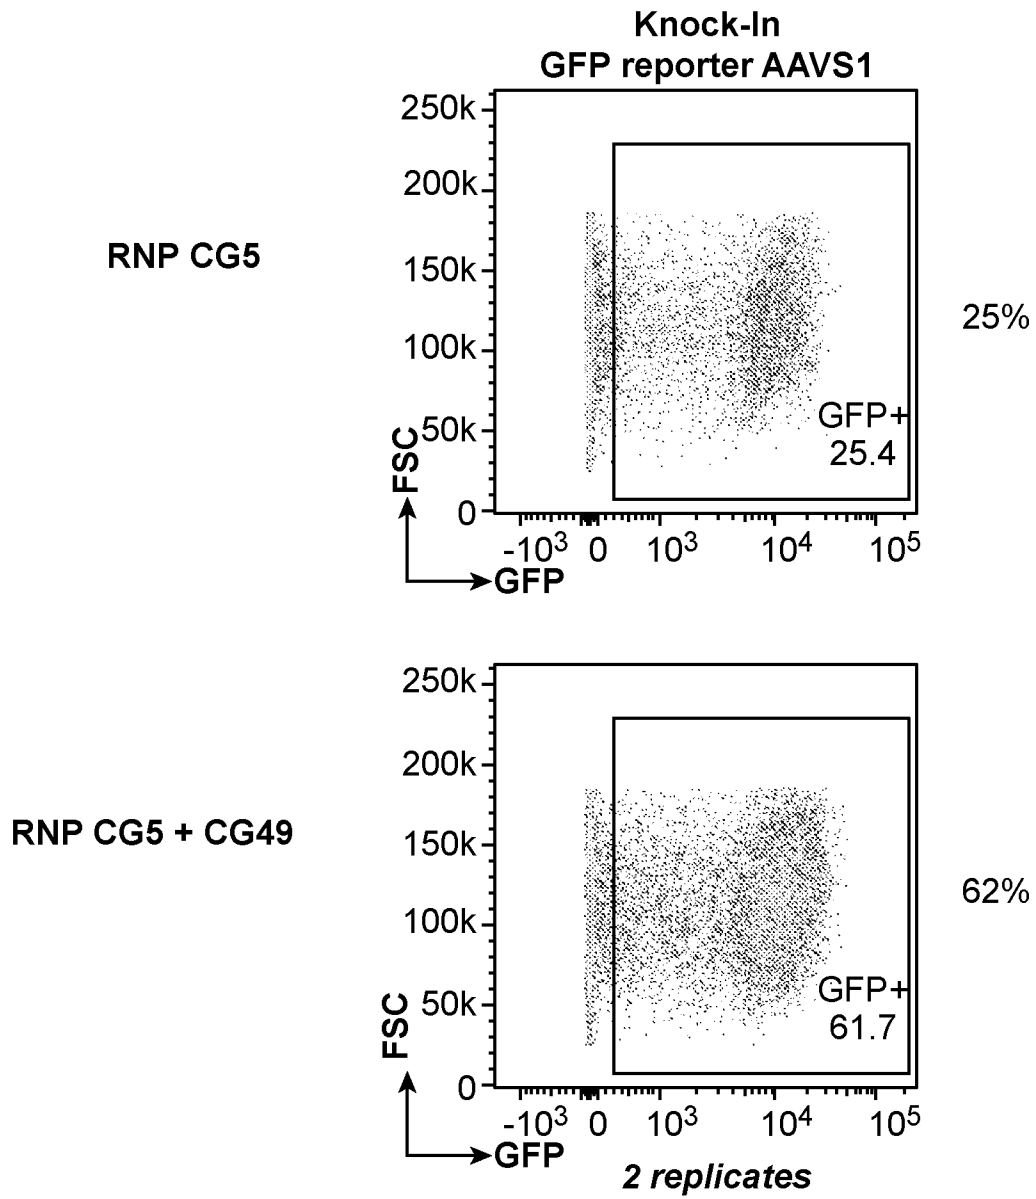 Knock-In
GFP reporter AAVS1
RNP CG5
250k
200k
150k
100k
50k
0
FSC
-10³ 0 10³ 10⁴ 10⁵
GFP
GFP+
25.4
25%
RNP CG5 + CG49
250k
200k
150k
100k
50k
0
FSC
-10³ 0 10³ 10⁴ 10⁵
GFP
GFP+
61.7
62%
2 replicates